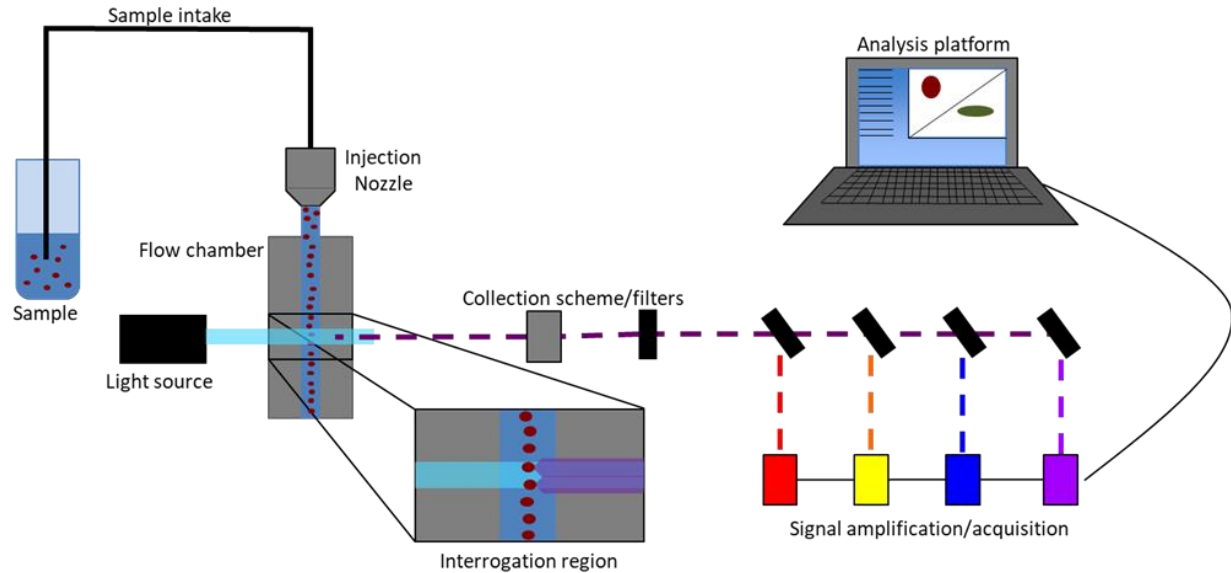 Sample intake
Analysis platform
Injection
Nozzle
Flow chamber
Sample
Collection scheme/filters
Light source
Signal amplification/acquisition
Interrogation region